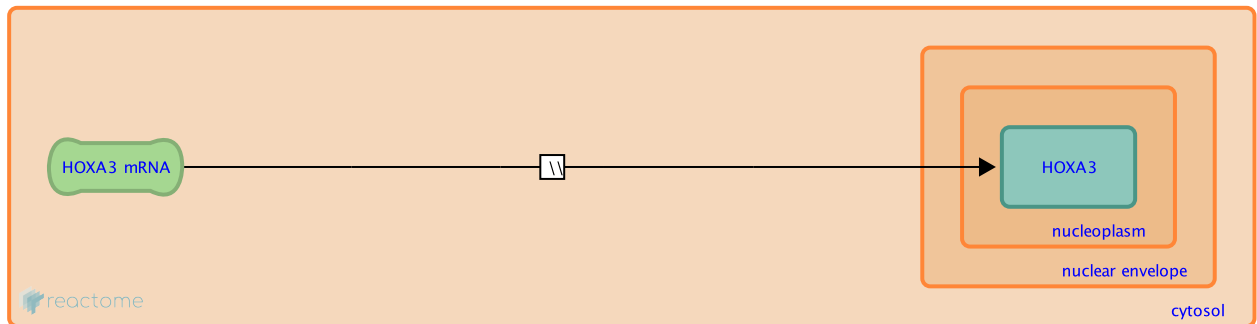 HOXA3 mRNA
\\
HOXA3
nucleoplasm
nuclear envelope
reactome
cytosol